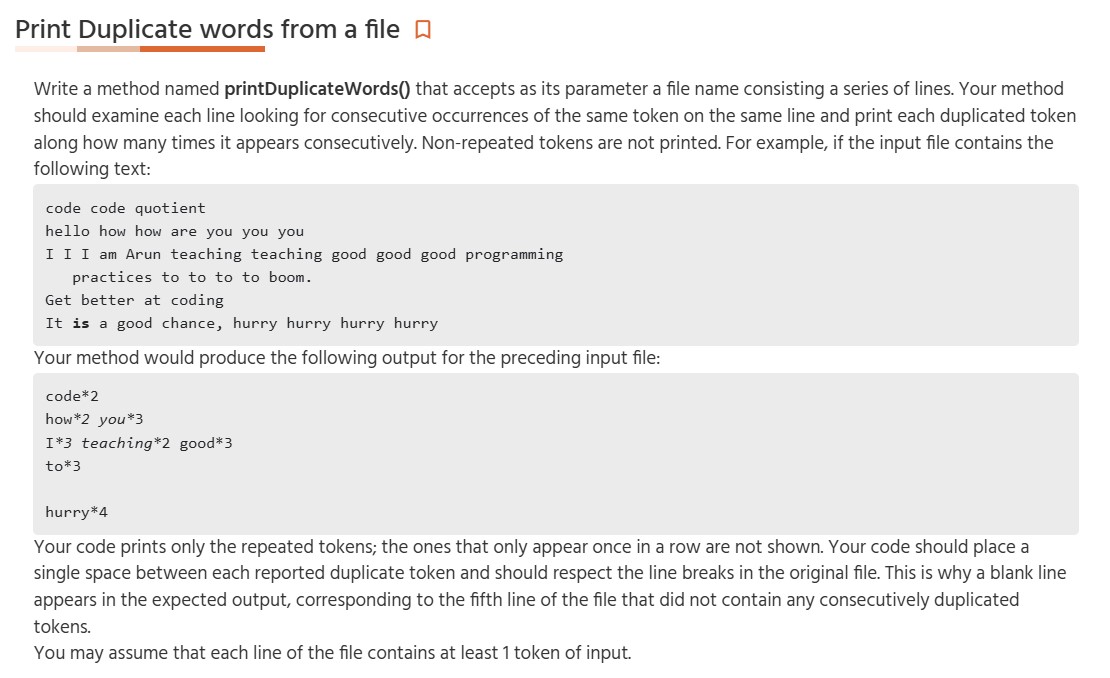 Print Duplicate words from a file
Write a method named printDuplicateWords() that accepts as its parameter a file name consisting a series of lines. Your method
should examine each line looking for consecutive occurrences of the same token on the same line and print each duplicated token
along how many times it appears consecutively. Non-repeated tokens are not printed. For example, if the input file contains the
following text:
code code quotient
hello how how are you you you
I I I am Arun teaching teaching good good good programming
practices to to to to boom.
Get better at coding
It is a good chance, hurry hurry hurry hurry
Your method would produce the following output for the preceding input file:
code*2
how*2 you*3
I*3 teaching*2 good*3
to*3

hurry*4
Your code prints only the repeated tokens; the ones that only appear once in a row are not shown. Your code should place a
single space between each reported duplicate token and should respect the line breaks in the original file. This is why a blank line
appears in the expected output, corresponding to the fifth line of the file that did not contain any consecutively duplicated
tokens.
You may assume that each line of the file contains at least 1 token of input.